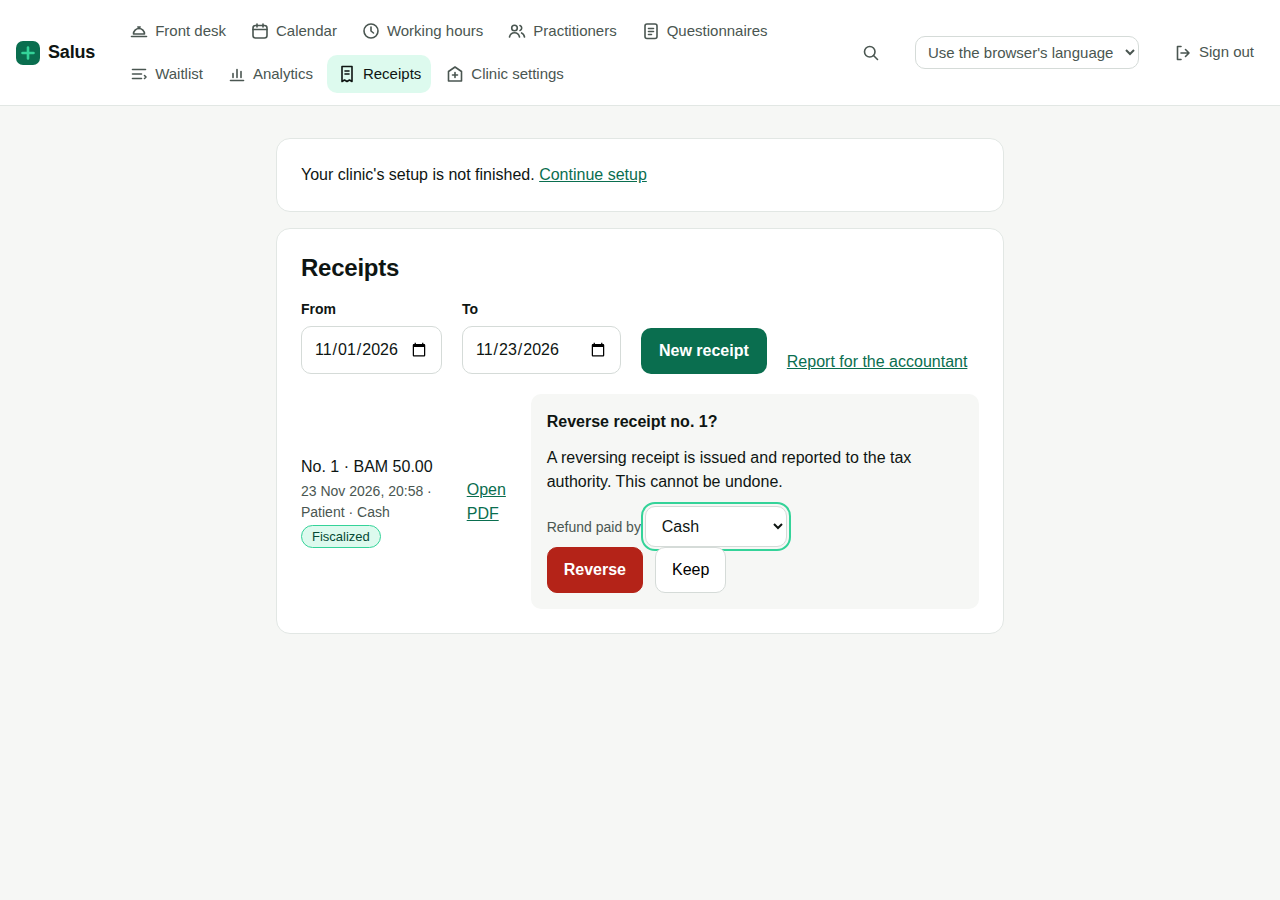 Salus
Front desk
Calendar
Working hours
Practitioners
Questionnaires
Waitlist
Analytics
Receipts
Clinic settings
Use the browser's language
Sign out
Your clinic's setup is not finished. Continue setup
Receipts
From
To
11/01/2026
11/23/2026
New receipt
Report for the accountant
No. 1 · BAM 50.00
23 Nov 2026, 20:58 ·
Patient · Cash
Fiscalized
Open
PDF
Reverse receipt no. 1?
A reversing receipt is issued and reported to the tax
authority. This cannot be undone.
Refund paid by
Cash
Reverse
Keep